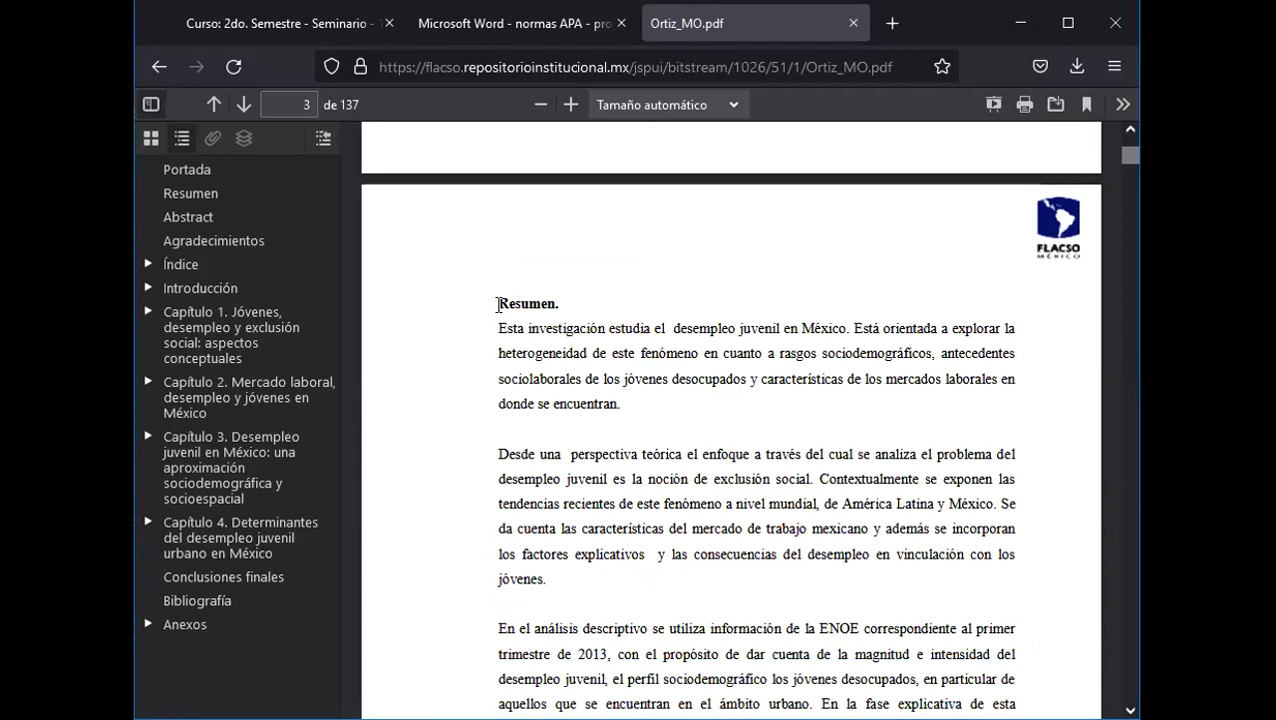 Curso: 2do. Semestre - Seminario -
Microsoft Word - normas APA - pro
Ortiz_MO.pdf
https://flacso.repositorioinstitucional.mx/jspui/bitstream/1026/51/1/Ortiz_MO.pdf
3 de 137
Tamaño automático
Portada
Resumen
Abstract
Agradecimientos
Índice
Introducción
Capítulo 1. Jóvenes,
desempleo y exclusión
social: aspectos
conceptuales
Capítulo 2. Mercado laboral,
desempleo y jóvenes en
México
Capítulo 3. Desempleo
juvenil en México: una
aproximación
sociodemográfica y
socioespacial
Capítulo 4. Determinantes
del desempleo juvenil
urbano en México
Conclusiones finales
Bibliografía
Anexos
FLACSO
MÉXICO
Resumen.
Esta investigación estudia el desempleo juvenil en México. Está orientada a explorar la
heterogeneidad de este fenómeno en cuanto a rasgos sociodemográficos, antecedentes
sociolaborales de los jóvenes desocupados y características de los mercados laborales en
donde se encuentran.
Desde una perspectiva teórica el enfoque a través del cual se analiza el problema del
desempleo juvenil es la noción de exclusión social. Contextualmente se exponen las
tendencias recientes de este fenómeno a nivel mundial, de América Latina y México. Se
da cuenta las características del mercado de trabajo mexicano y además se incorporan
los factores explicativos y las consecuencias del desempleo en vinculación con los
jóvenes.
En el análisis descriptivo se utiliza información de la ENOE correspondiente al primer
trimestre de 2013, con el propósito de dar cuenta de la magnitud e intensidad del
desempleo juvenil, el perfil sociodemográfico los jóvenes desocupados, en particular de
aquellos que se encuentran en el ámbito urbano. En la fase explicativa de esta